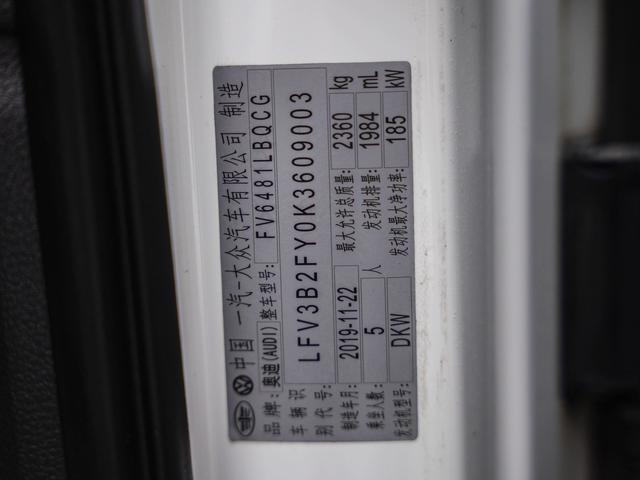 中国 一汽-大众汽车有限公司 制造
品牌: 奥迪(AUDI) 整车型号: FV6481LBQCG
车辆识别代号: LFV3B2FY0K3609003
制造年月: 2019-11-22 最大允许总质量: 2360 kg
乘坐人数: 5 人 发动机排量: 1984 mL
发动机型号: DKW 发动机最大净功率: 185 kW